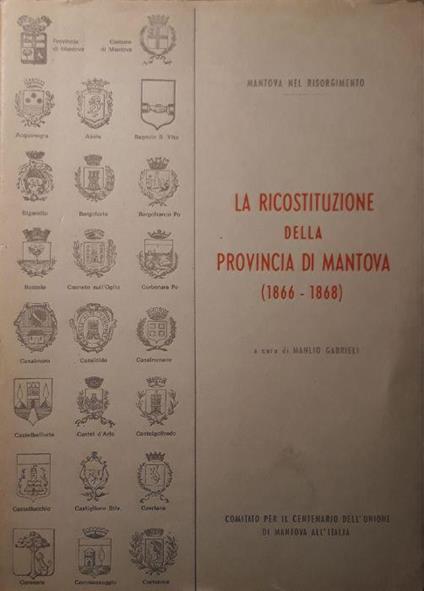 Provincia
di Mantova
Comune
di Mantova
Acquanegra
Asola
Bagnolo S. Vito
Bigarello
Borgoforte
Borgofranco Po
Bozzolo
Canneto sull'Oglio
Carbonara Po
Casalmoro
Casaloldo
Casalromano
Castelbelforte
Castel d'Ario
Castelgoffredo
Castellucchio
Castiglione Stiv.
Cavriana
Ceresara
Commessaggio
MANTOVA NEL RISORGIMENTO
LA RICOSTITUZIONE
DELLA
PROVINCIA DI MANTOVA
(1866 - 1868)
a cura di MANLIO GABRIELI
COMITATO PER IL CENTENARIO DELL'UNIONE
DI MANTOVA ALL'ITALIA